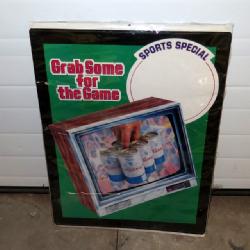 Grab Some
for
the Game
SPORTS SPECIAL